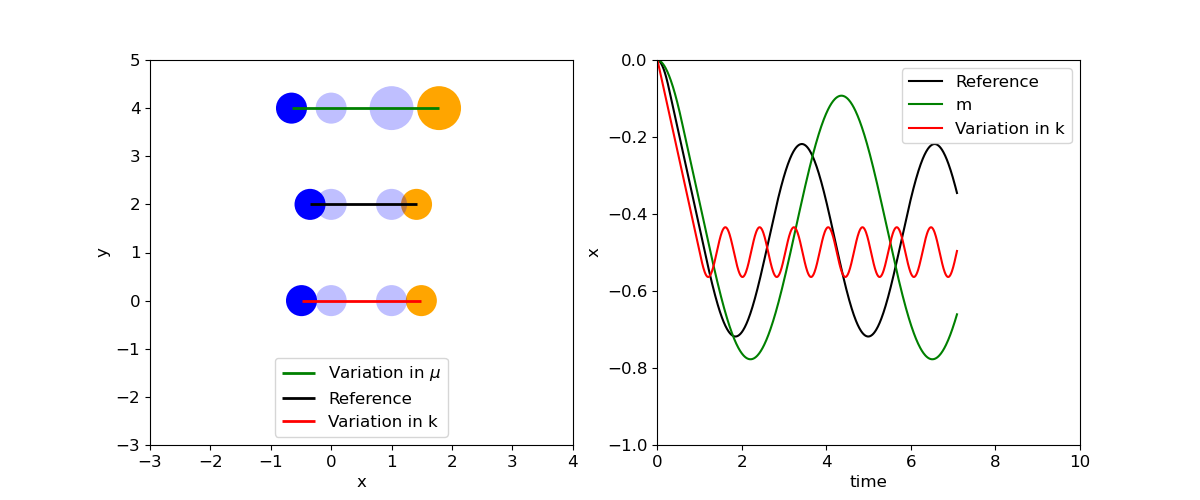 5
4
3
2
1
0
−1
−2
−3
y
−3 −2 −1 0 1 2 3 4
x
Variation in μ
Reference
Variation in k
0.0
−0.2
−0.4
−0.6
−0.8
−1.0
x
0 2 4 6 8 10
time
Reference
m
Variation in k